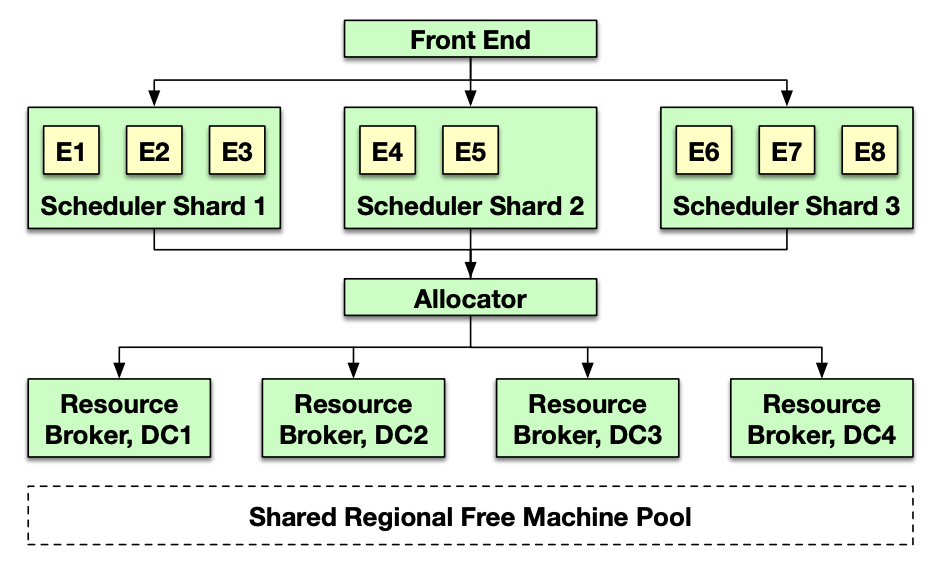 Front End
E1 E2 E3
Scheduler Shard 1
E4 E5
Scheduler Shard 2
E6 E7 E8
Scheduler Shard 3
Allocator
Resource
Broker, DC1
Resource
Broker, DC2
Resource
Broker, DC3
Resource
Broker, DC4
Shared Regional Free Machine Pool